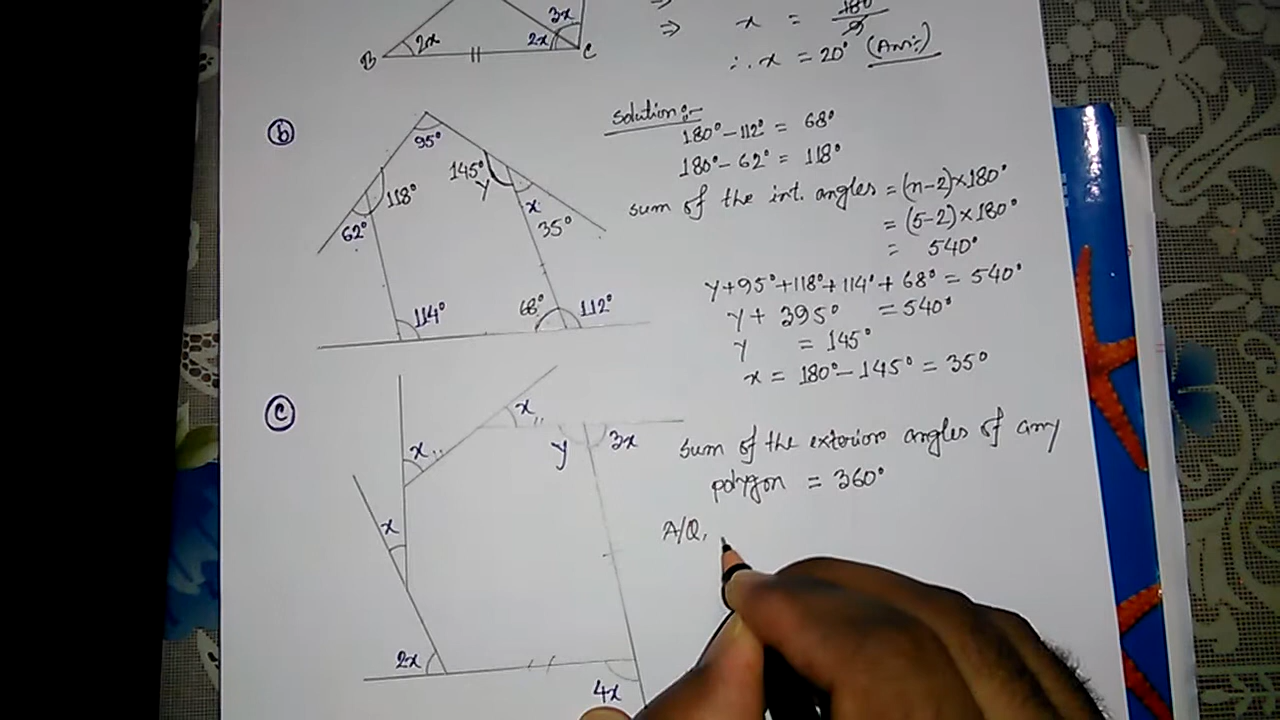 3x
2x
2x
B
C
⇒
⇒ x = 180/9
∴ x = 20° (Ans:-)
b
95°
145°
y
118°
62°
x
35°
114°
68°
112°
Solution:-
180° - 112° = 68°
180° - 62° = 118°
sum of the int. angles = (n-2)×180°
= (5-2)×180°
= 540°
y+95°+118°+114°+68° = 540°
y + 395° = 540°
y = 145°
x = 180° - 145° = 35°
c
x
x
x
y
3x
2x
4x
sum of the exterior angles of any
polygon = 360°
A/Q,